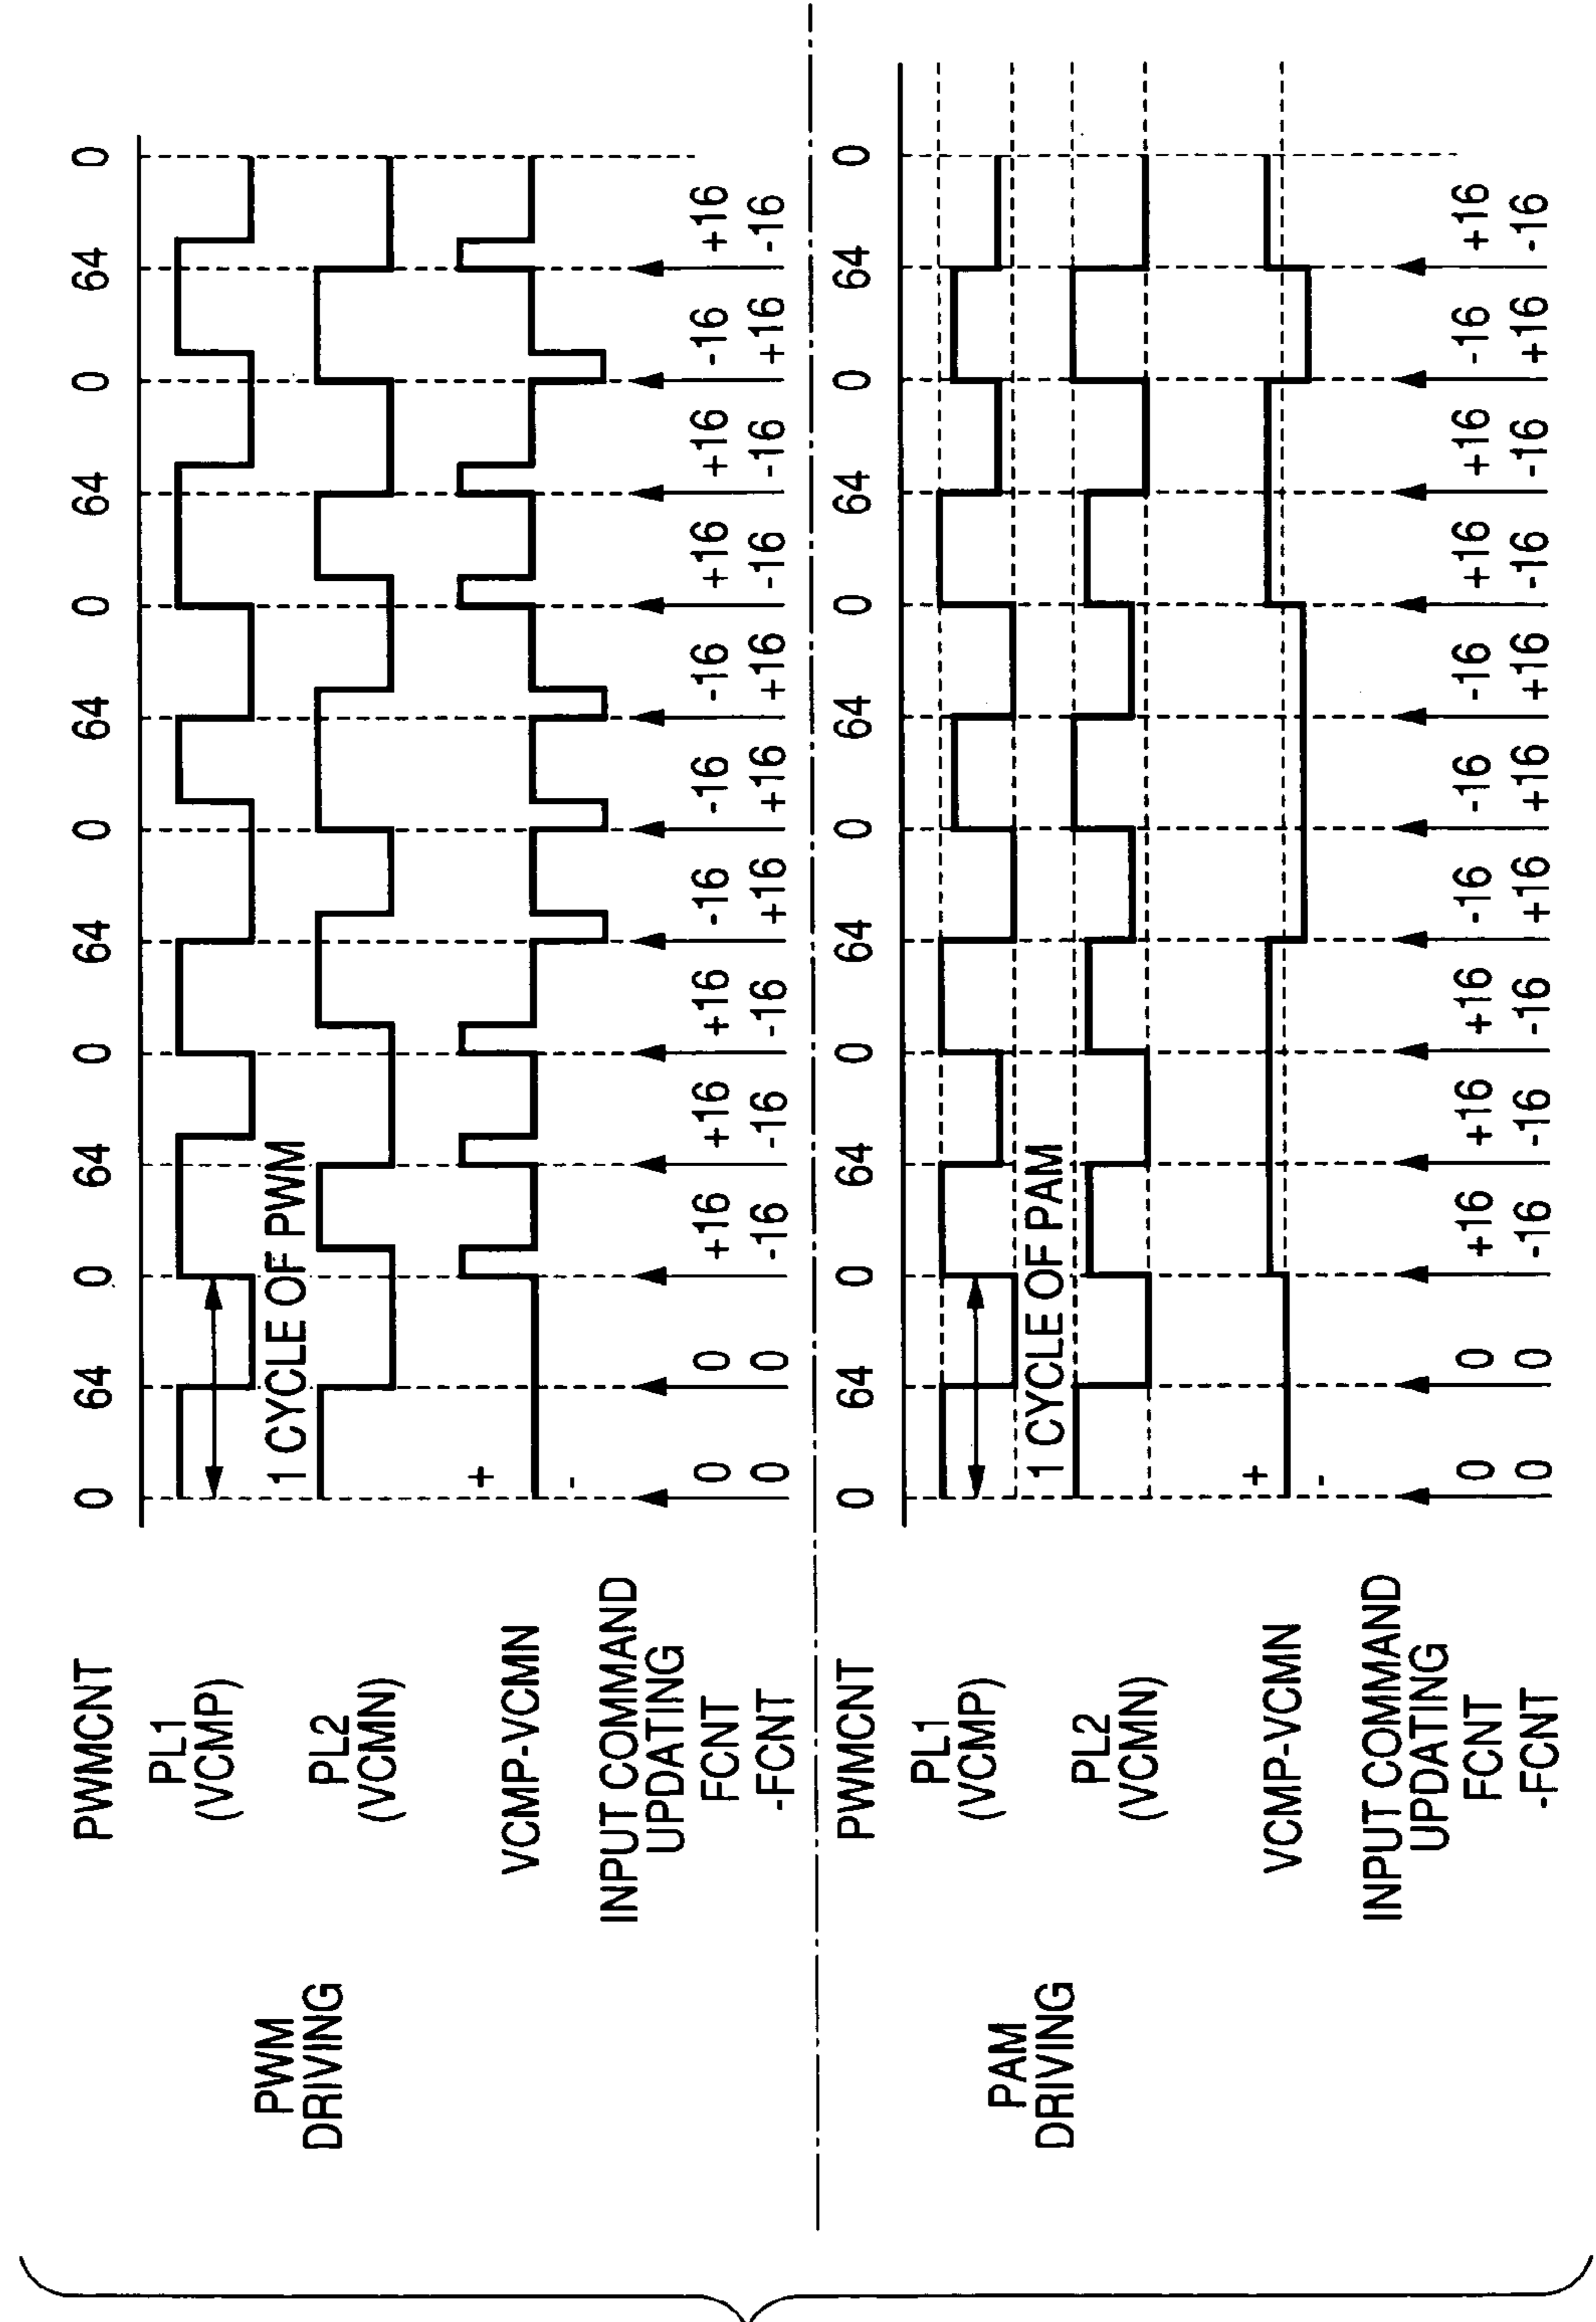 PWM
DRIVING
PWMCNT 0 64 0 64 0 64 0 64 0 64 0 64 0
PL1
(VCMP)
1 CYCLE OF PWM
PL2
(VCMN)
+
VCMP-VCMN
-
INPUT COMMAND
UPDATING
FCNT 0 0 +16 +16 +16 -16 -16 -16 +16 +16 -16 +16
-FCNT 0 0 -16 -16 -16 +16 +16 +16 -16 -16 +16 -16
PAM
DRIVING
PWMCNT 0 64 0 64 0 64 0 64 0 64 0 64 0
PL1
(VCMP)
1 CYCLE OF PAM
PL2
(VCMN)
+
VCMP-VCMN
-
INPUT COMMAND
UPDATING
FCNT 0 0 +16 +16 +16 -16 -16 -16 +16 +16 -16 +16
-FCNT 0 0 -16 -16 -16 +16 +16 +16 -16 -16 +16 -16